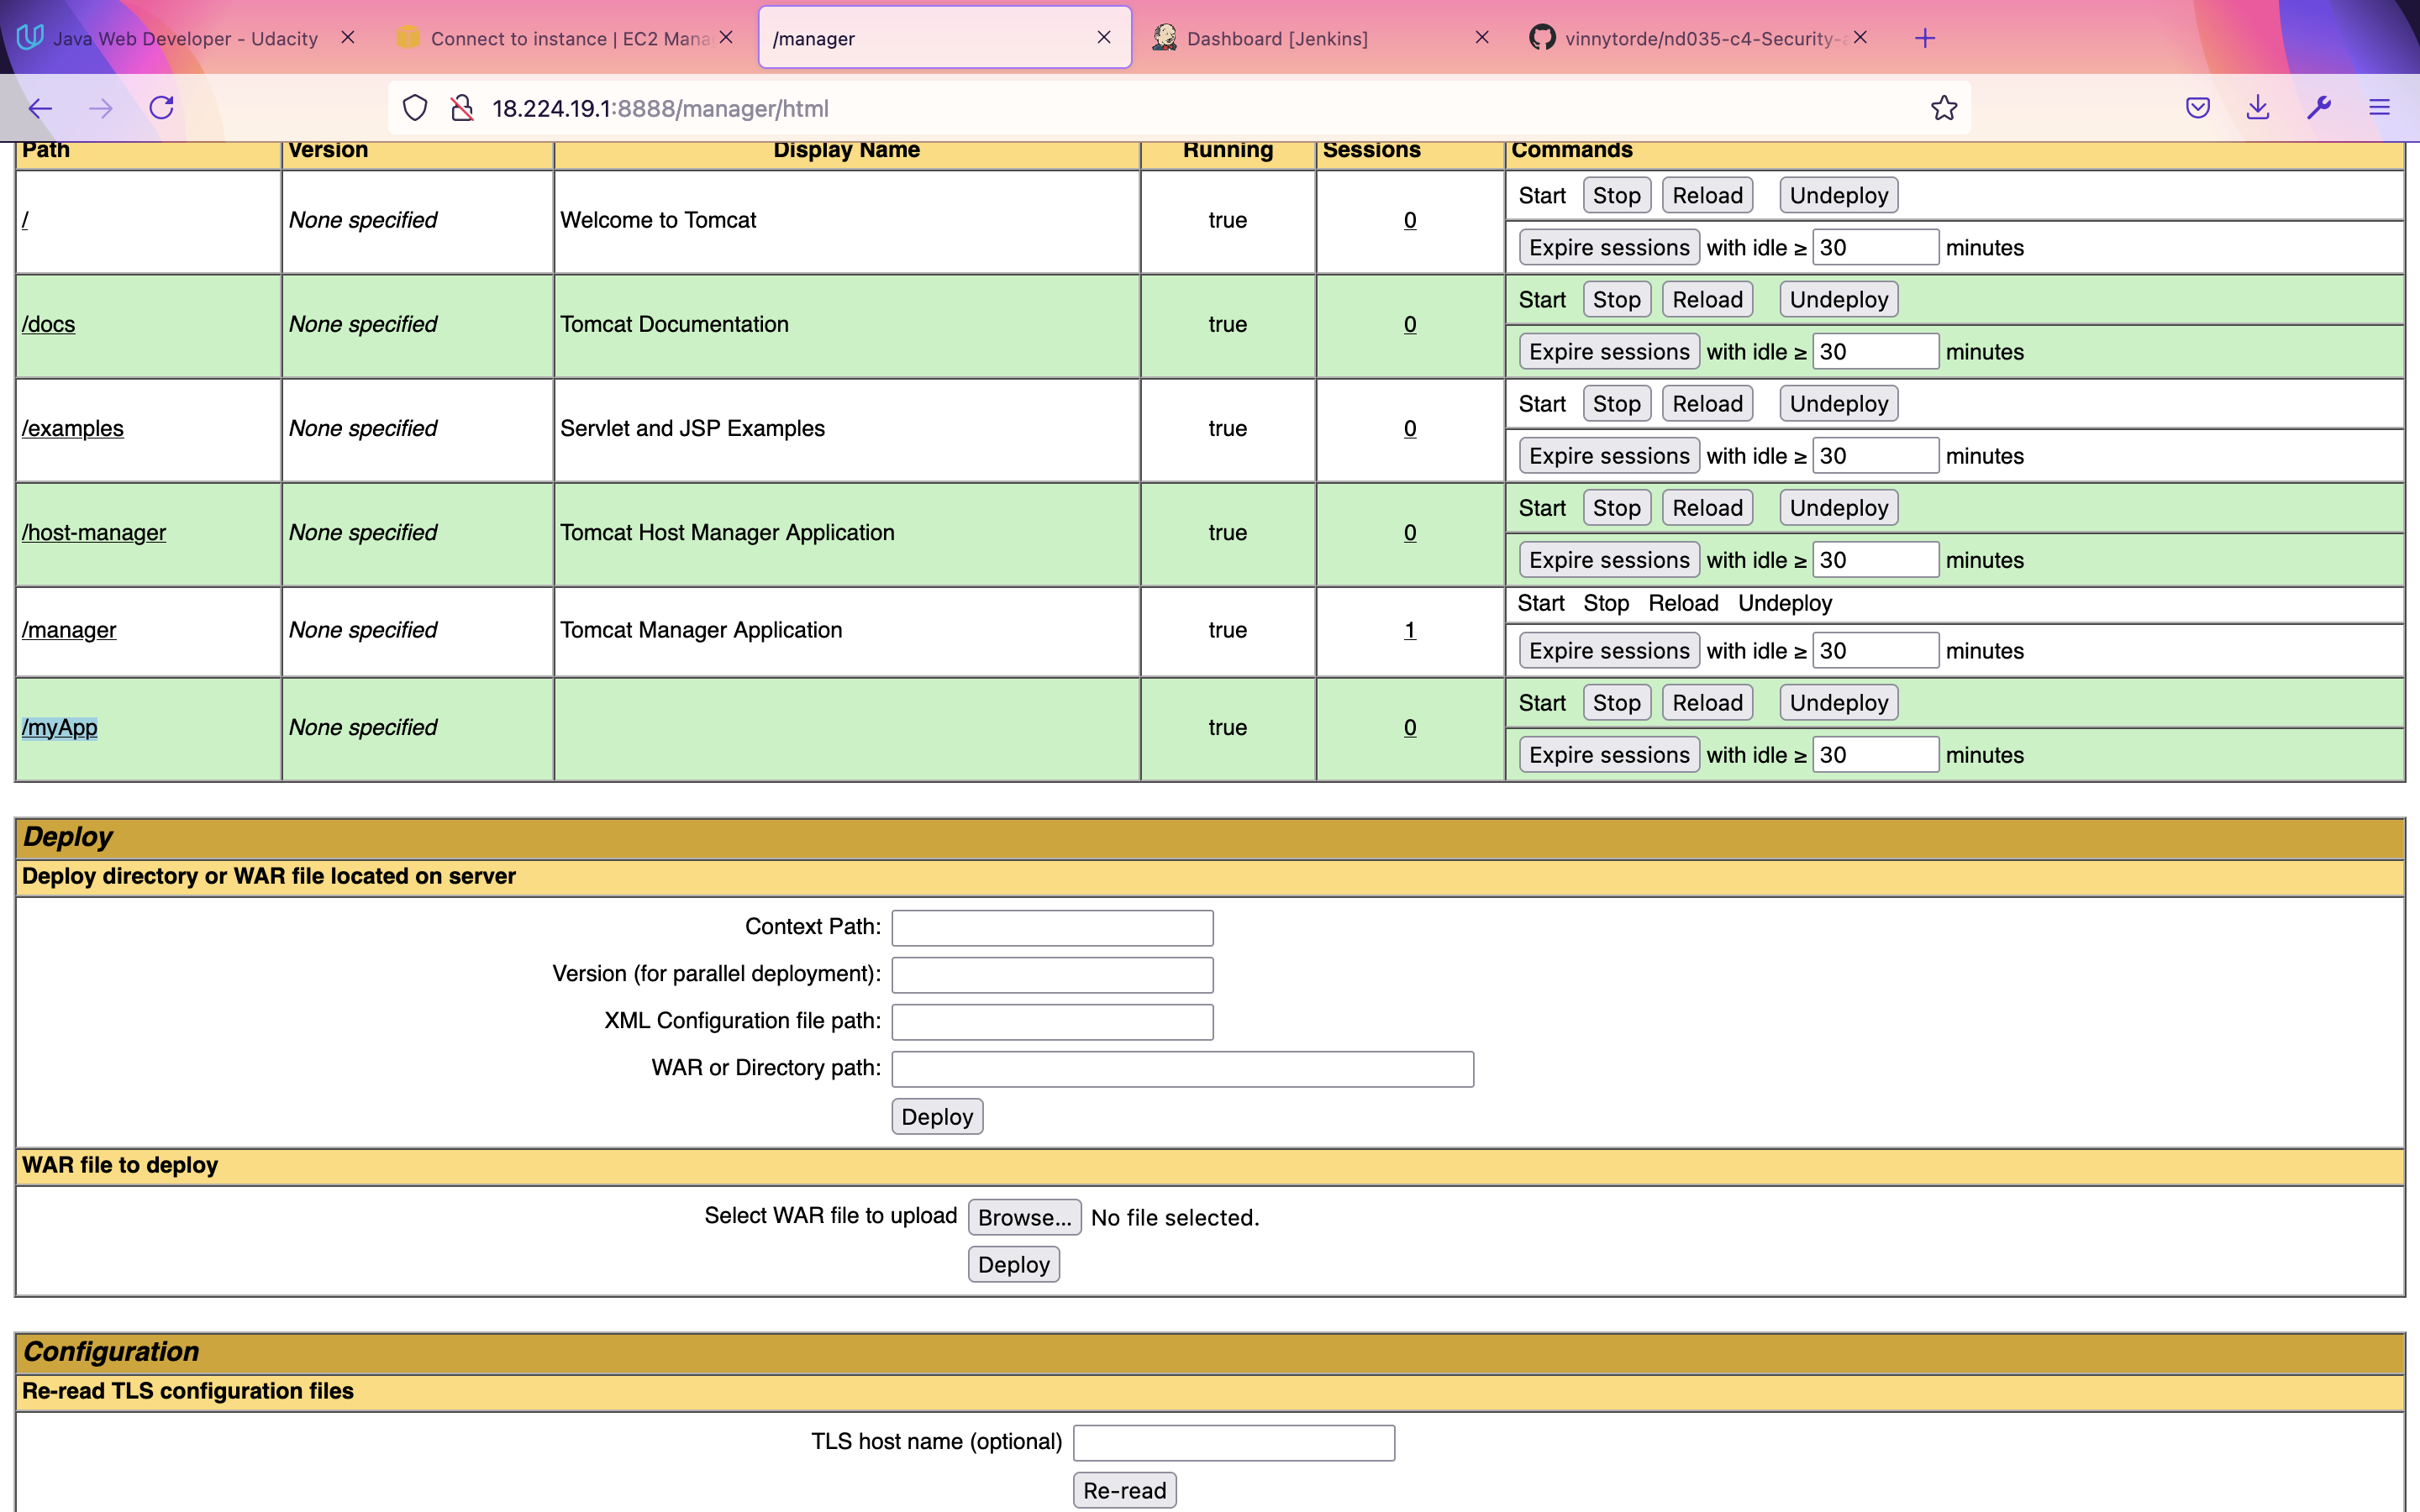 Java Web Developer - Udacity
Connect to instance | EC2 Mana
/manager
Dashboard [Jenkins]
vinnytorde/nd035-c4-Security-a
18.224.19.1:8888/manager/html
Path Version Display Name Running Sessions Commands
/ None specified Welcome to Tomcat true 0 Start Stop Reload Undeploy
Expire sessions with idle ≥ 30 minutes
/docs None specified Tomcat Documentation true 0 Start Stop Reload Undeploy
Expire sessions with idle ≥ 30 minutes
/examples None specified Servlet and JSP Examples true 0 Start Stop Reload Undeploy
Expire sessions with idle ≥ 30 minutes
/host-manager None specified Tomcat Host Manager Application true 0 Start Stop Reload Undeploy
Expire sessions with idle ≥ 30 minutes
/manager None specified Tomcat Manager Application true 1 Start Stop Reload Undeploy
Expire sessions with idle ≥ 30 minutes
/myApp None specified true 0 Start Stop Reload Undeploy
Expire sessions with idle ≥ 30 minutes
Deploy
Deploy directory or WAR file located on server
Context Path:
Version (for parallel deployment):
XML Configuration file path:
WAR or Directory path:
Deploy
WAR file to deploy
Select WAR file to upload Browse... No file selected.
Deploy
Configuration
Re-read TLS configuration files
TLS host name (optional)
Re-read